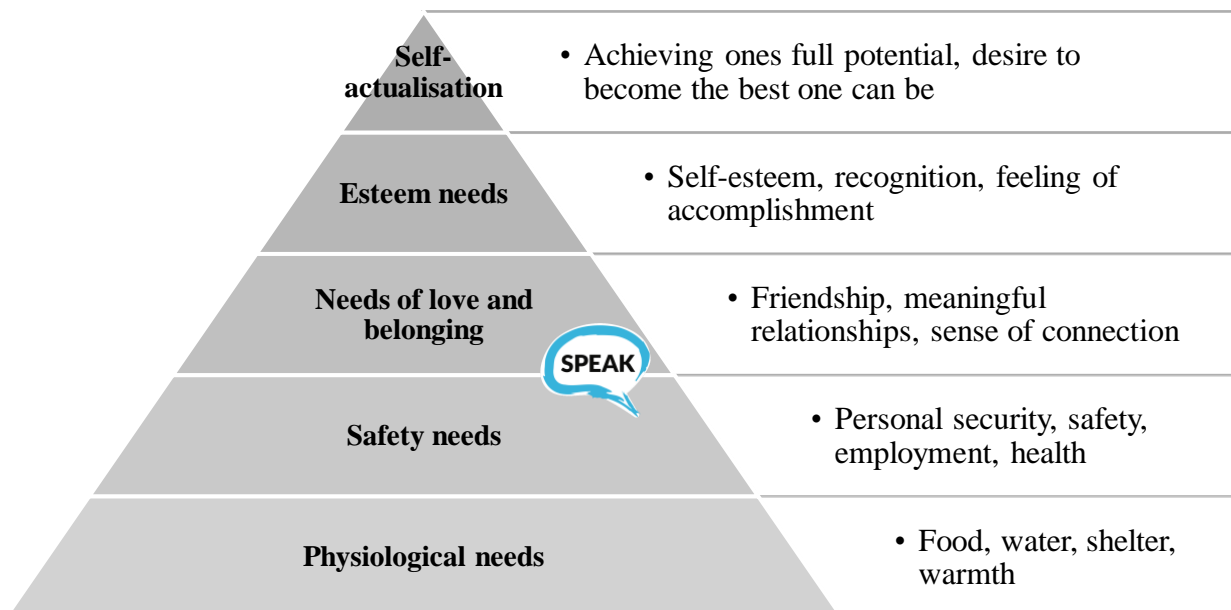 Self-
actualisation
• Achieving ones full potential, desire to
become the best one can be
Esteem needs
• Self-esteem, recognition, feeling of
accomplishment
Needs of love and
belonging
• Friendship, meaningful
relationships, sense of connection
SPEAK
Safety needs
• Personal security, safety,
employment, health
Physiological needs
• Food, water, shelter,
warmth